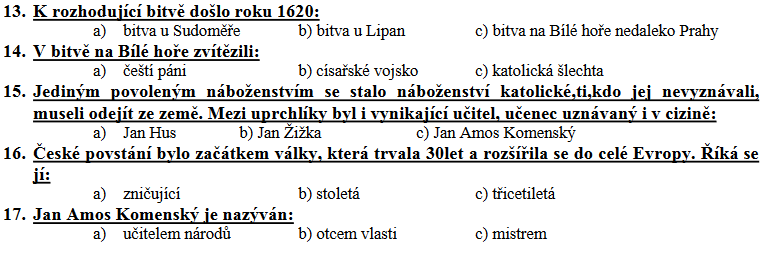 13. K rozhodující bitvě došlo roku 1620:
a) bitva u Sudoměře b) bitva u Lipan c) bitva na Bílé hoře nedaleko Prahy
14. V bitvě na Bílé hoře zvítězili:
a) čeští páni b) císařské vojsko c) katolická šlechta
15. Jediným povoleným náboženstvím se stalo náboženství katolické,ti,kdo jej nevyznávali,
museli odejít ze země. Mezi uprchlíky byl i vynikající učitel, učenec uznávaný i v cizině:
a) Jan Hus b) Jan Žižka c) Jan Amos Komenský
16. České povstání bylo začátkem války, která trvala 30let a rozšířila se do celé Evropy. Říká se
jí:
a) zničující b) stoletá c) třicetiletá
17. Jan Amos Komenský je nazýván:
a) učitelem národů b) otcem vlasti c) mistrem